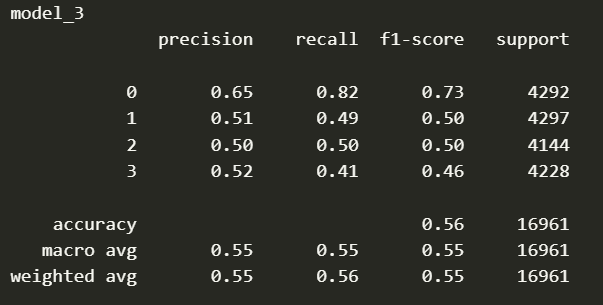 model_3
precision recall f1-score support
0 0.65 0.82 0.73 4292
1 0.51 0.49 0.50 4297
2 0.50 0.50 0.50 4144
3 0.52 0.41 0.46 4228
accuracy 0.56 16961
macro avg 0.55 0.55 0.55 16961
weighted avg 0.55 0.56 0.55 16961